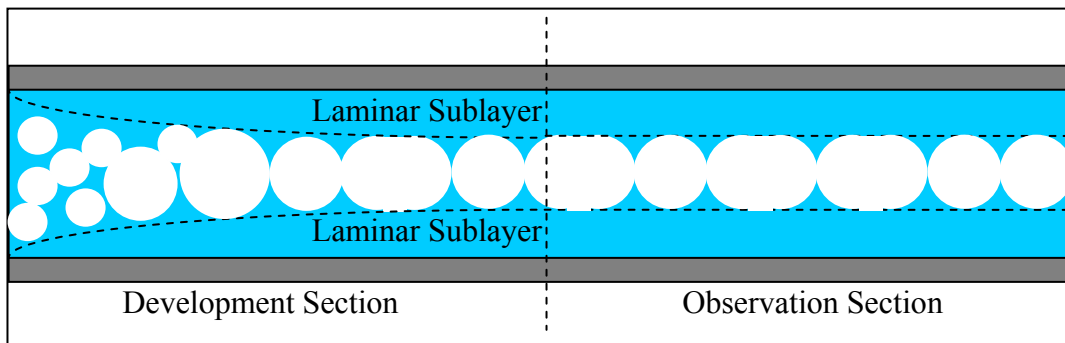 Laminar Sublayer
Laminar Sublayer
Development Section
Observation Section